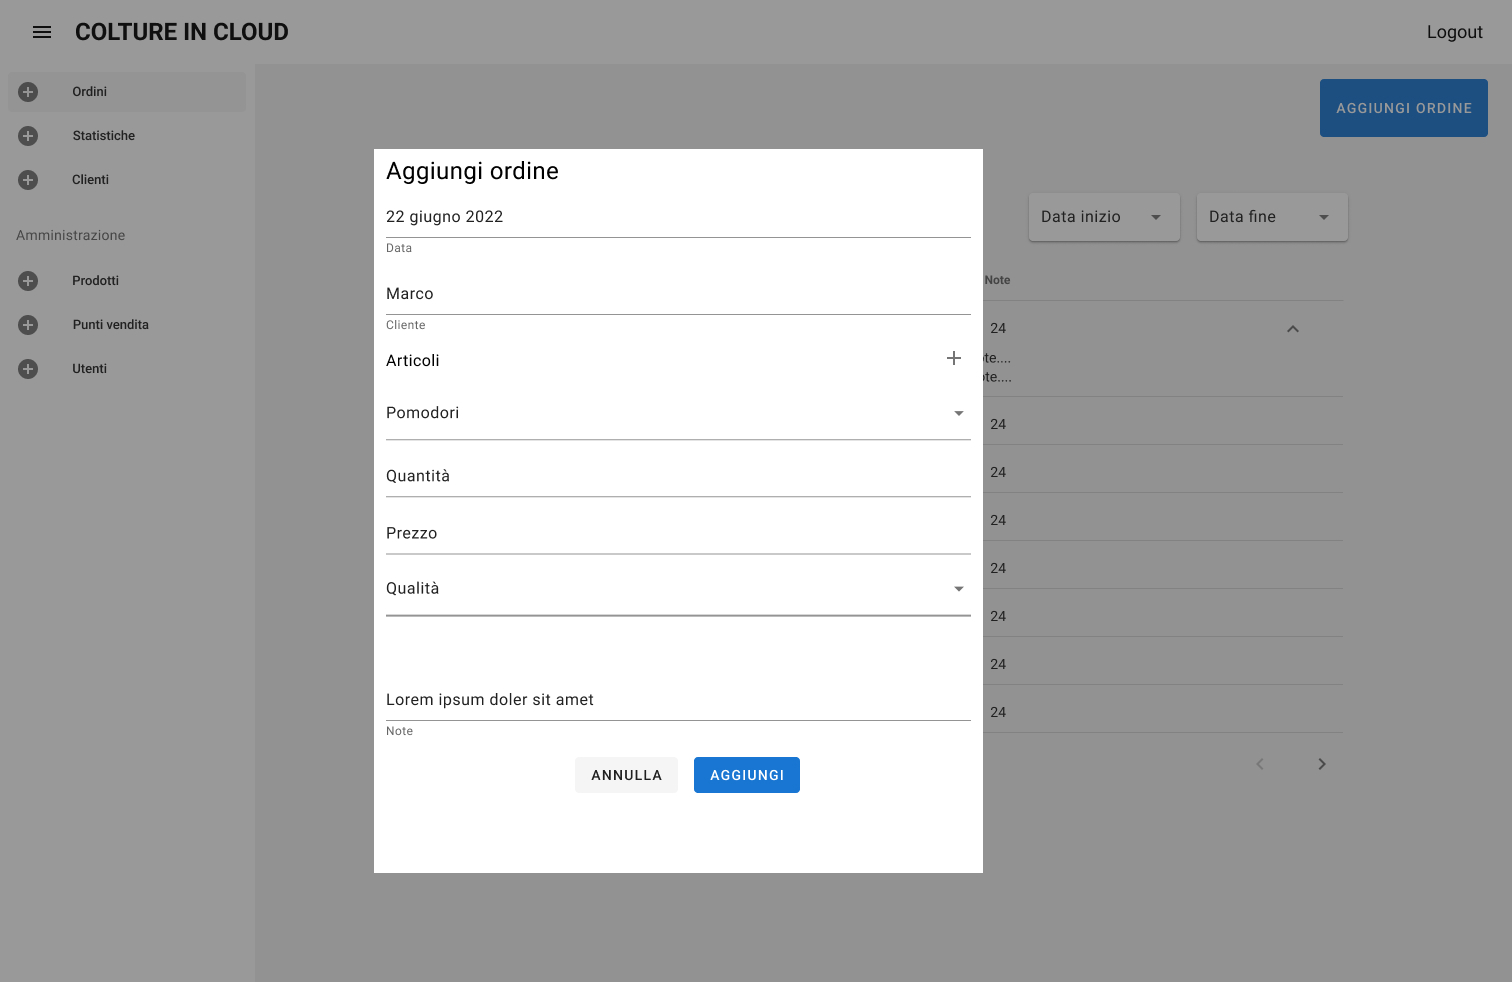 COLTURE IN CLOUD
Logout
Ordini
Statistiche
Clienti
Amministrazione
Prodotti
Punti vendita
Utenti
AGGIUNGI ORDINE
Data inizio
Data fine
Aggiungi ordine
22 giugno 2022
Data
Marco
Cliente
Articoli
Pomodori
Quantità
Prezzo
Qualità
Lorem ipsum doler sit amet
Note
ANNULLA
AGGIUNGI
Note
24
24
24
24
24
24
24
24